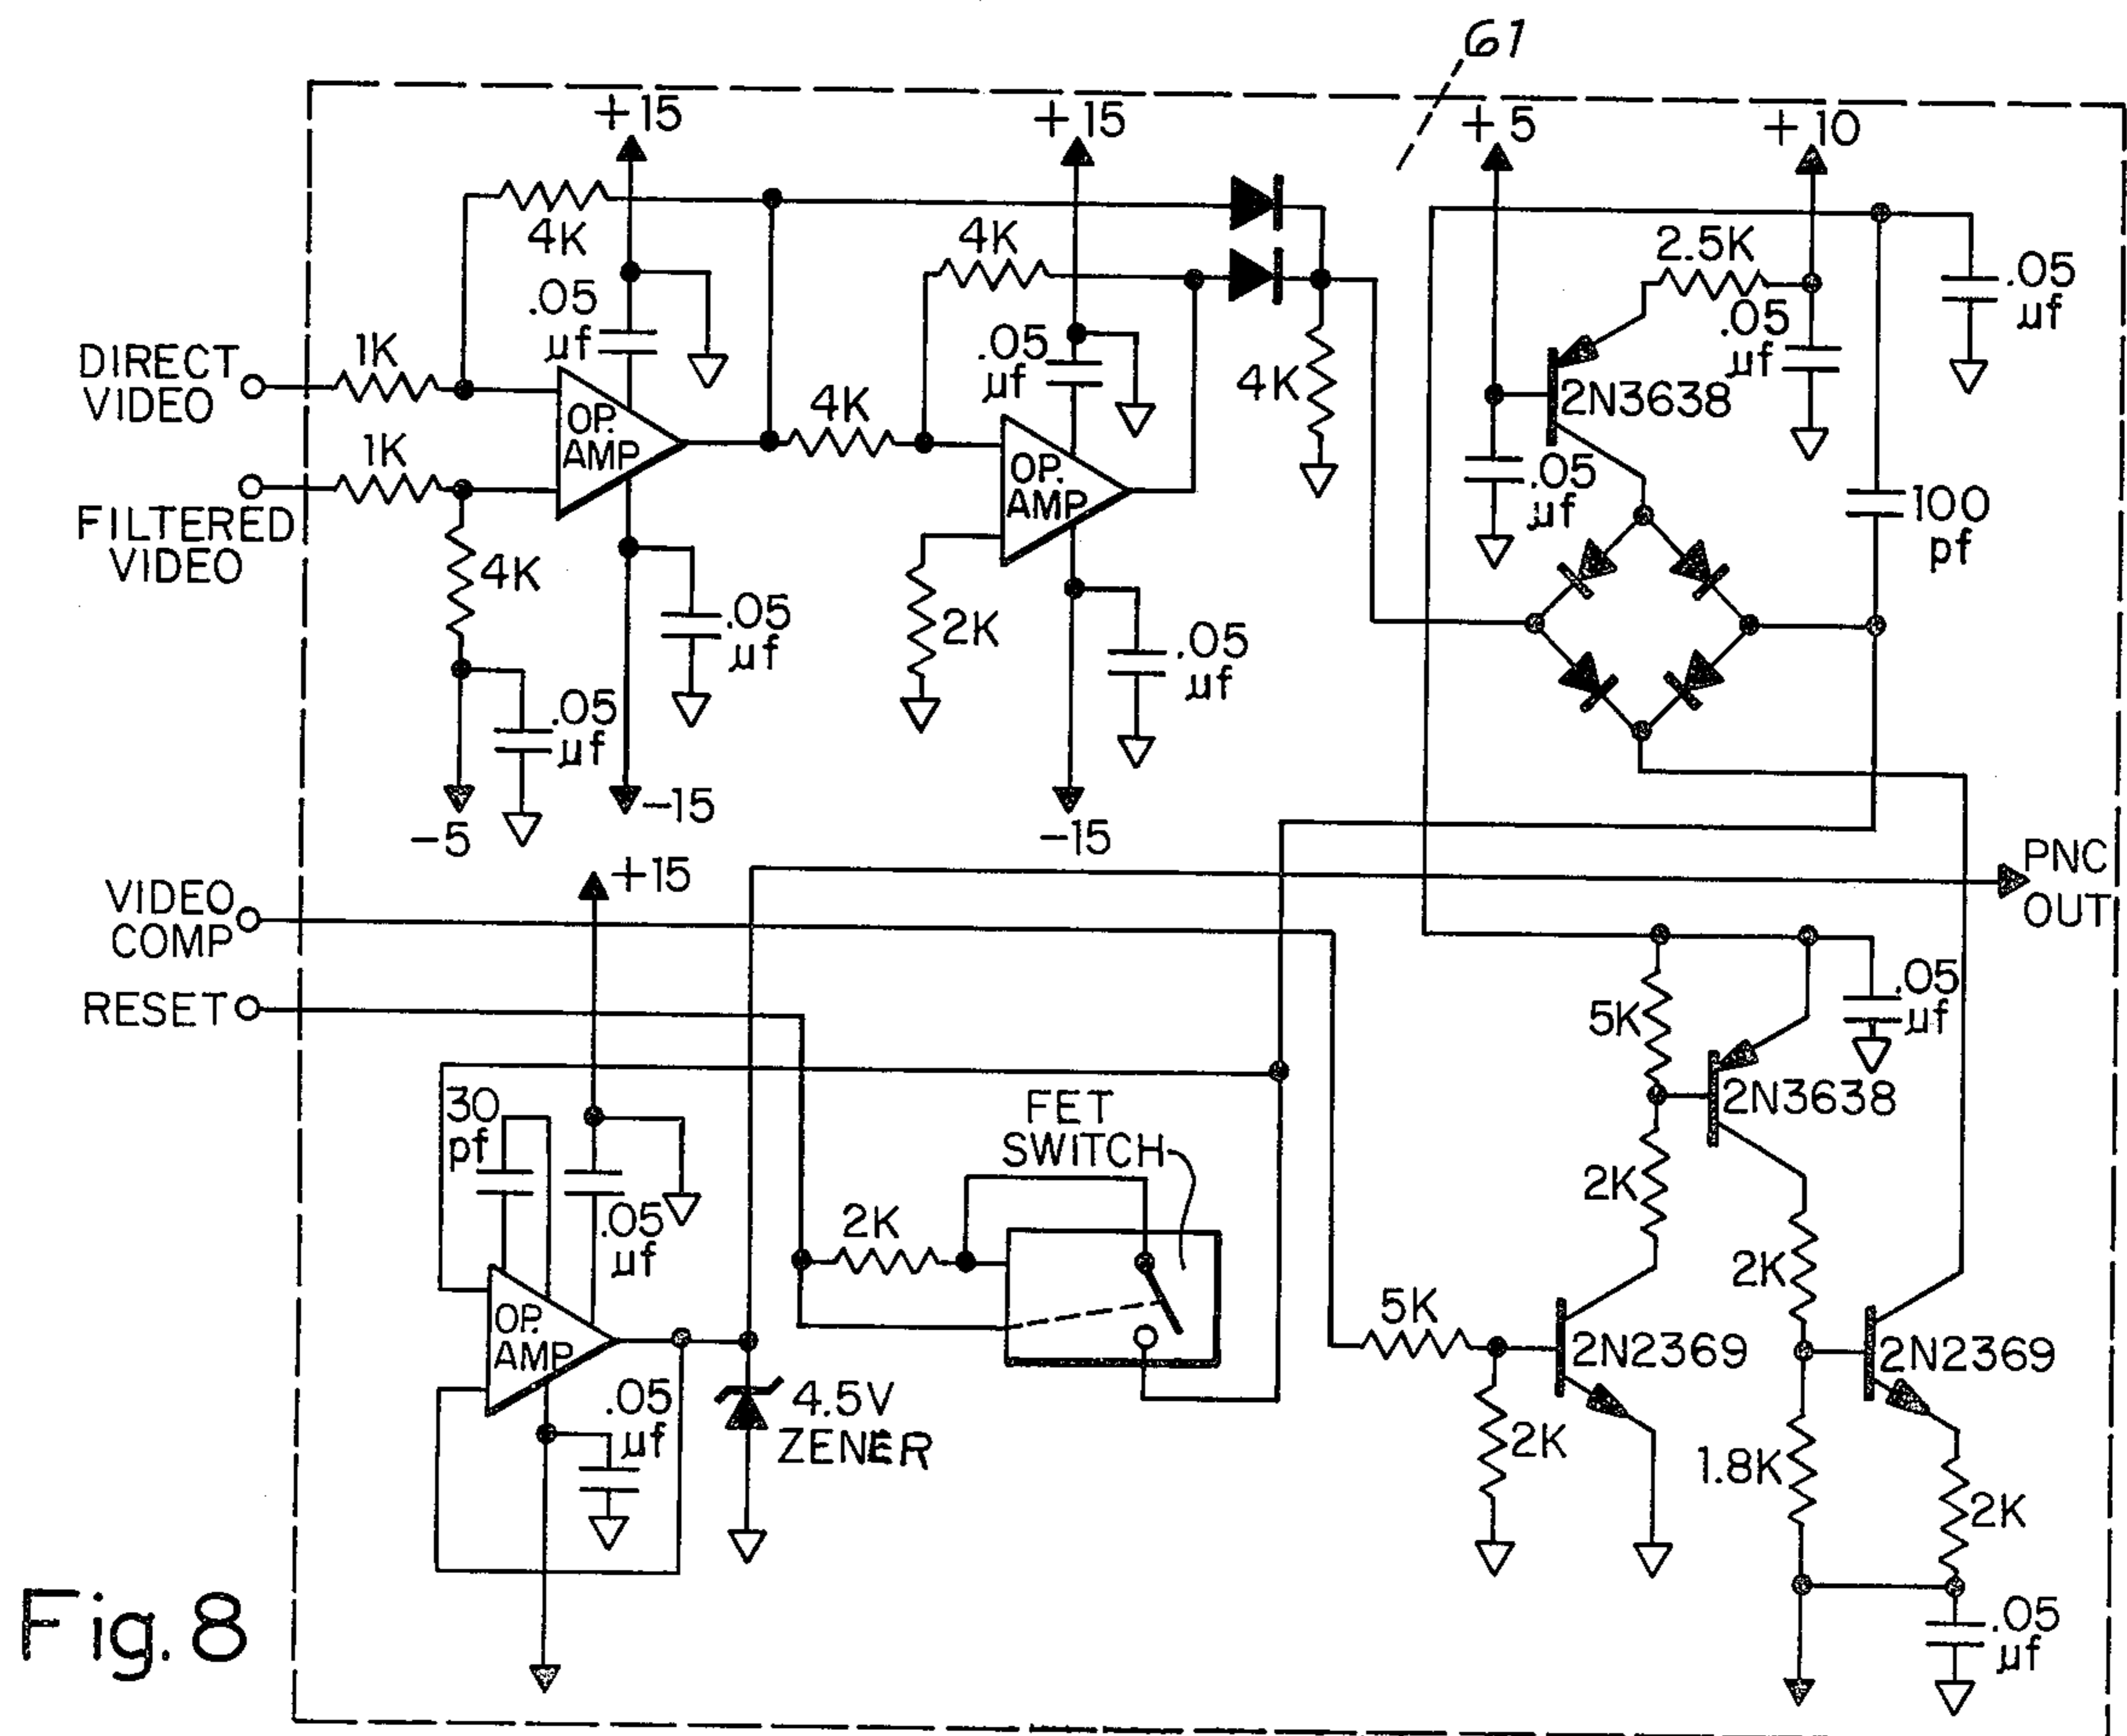 61
+15
+15
+5
+10
4K
4K
2.5K
.05
µf
.05
µf
.05
µf
.05
µf
DIRECT
VIDEO
1K
OP.
AMP
4K
4K
2N3638
1K
OP.
AMP
.05
µf
100
pf
FILTERED
VIDEO
4K
.05
µf
2K
.05
µf
.05
µf
-5
-15
-15
PNC
OUT
VIDEO
COMP
+15
RESET
.05
µf
5K
2N3638
30
pf
FET
SWITCH
2K
.05
µf
2K
2K
5K
OP.
AMP
2N2369
2N2369
.05
µf
4.5V
ZENER
2K
1.8K
2K
.05
µf
Fig. 8